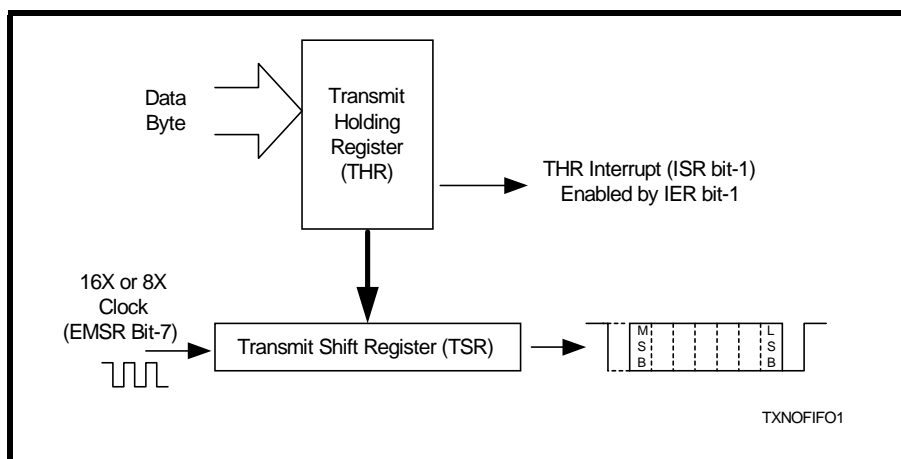 Data
Byte
Transmit
Holding
Register
(THR)
THR Interrupt (ISR bit-1)
Enabled by IER bit-1
16X or 8X
Clock
(EMSR Bit-7)
Transmit Shift Register (TSR)
M
S
B
L
S
B
TXNOFIFO1